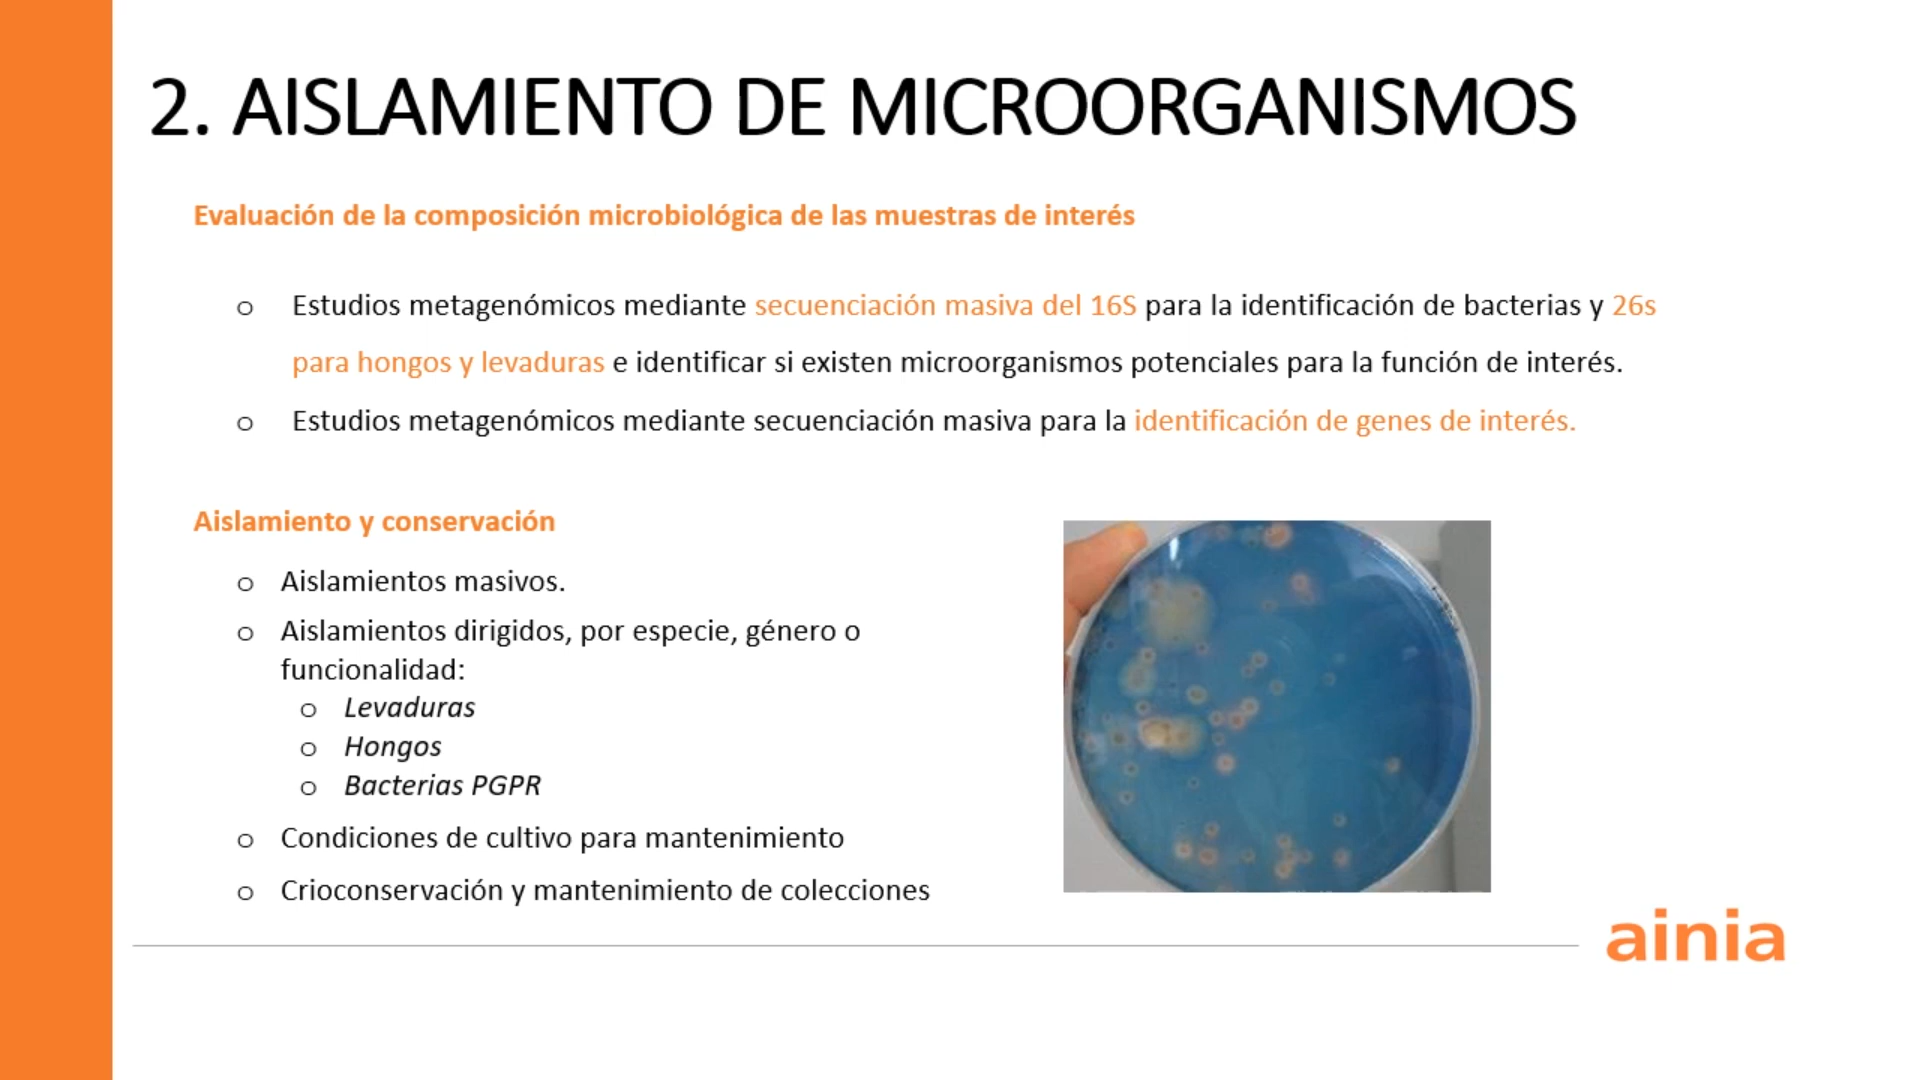 2. AISLAMIENTO DE MICROORGANISMOS
Evaluación de la composición microbiológica de las muestras de interés
o Estudios metagenómicos mediante secuenciación masiva del 16S para la identificación de bacterias y 26s
para hongos y levaduras e identificar si existen microorganismos potenciales para la función de interés.
o Estudios metagenómicos mediante secuenciación masiva para la identificación de genes de interés.
Aislamiento y conservación
o Aislamientos masivos.
o Aislamientos dirigidos, por especie, género o
funcionalidad:
o Levaduras
o Hongos
o Bacterias PGPR
o Condiciones de cultivo para mantenimiento
o Crioconservación y mantenimiento de colecciones
ainia